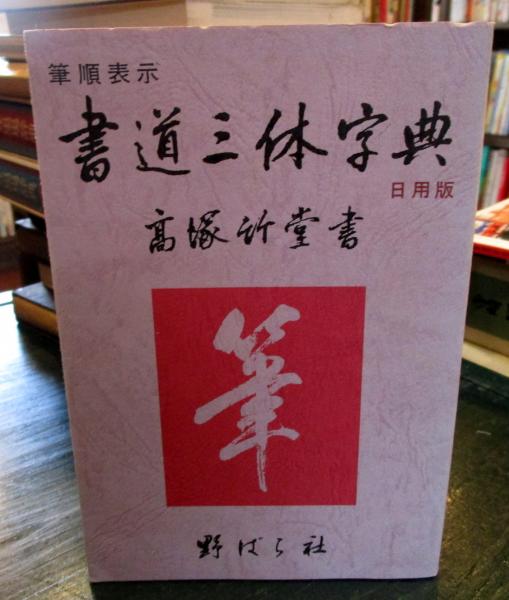 筆順表示
書道三体字典
日用版
高塚竹堂書
筆
野ばら社